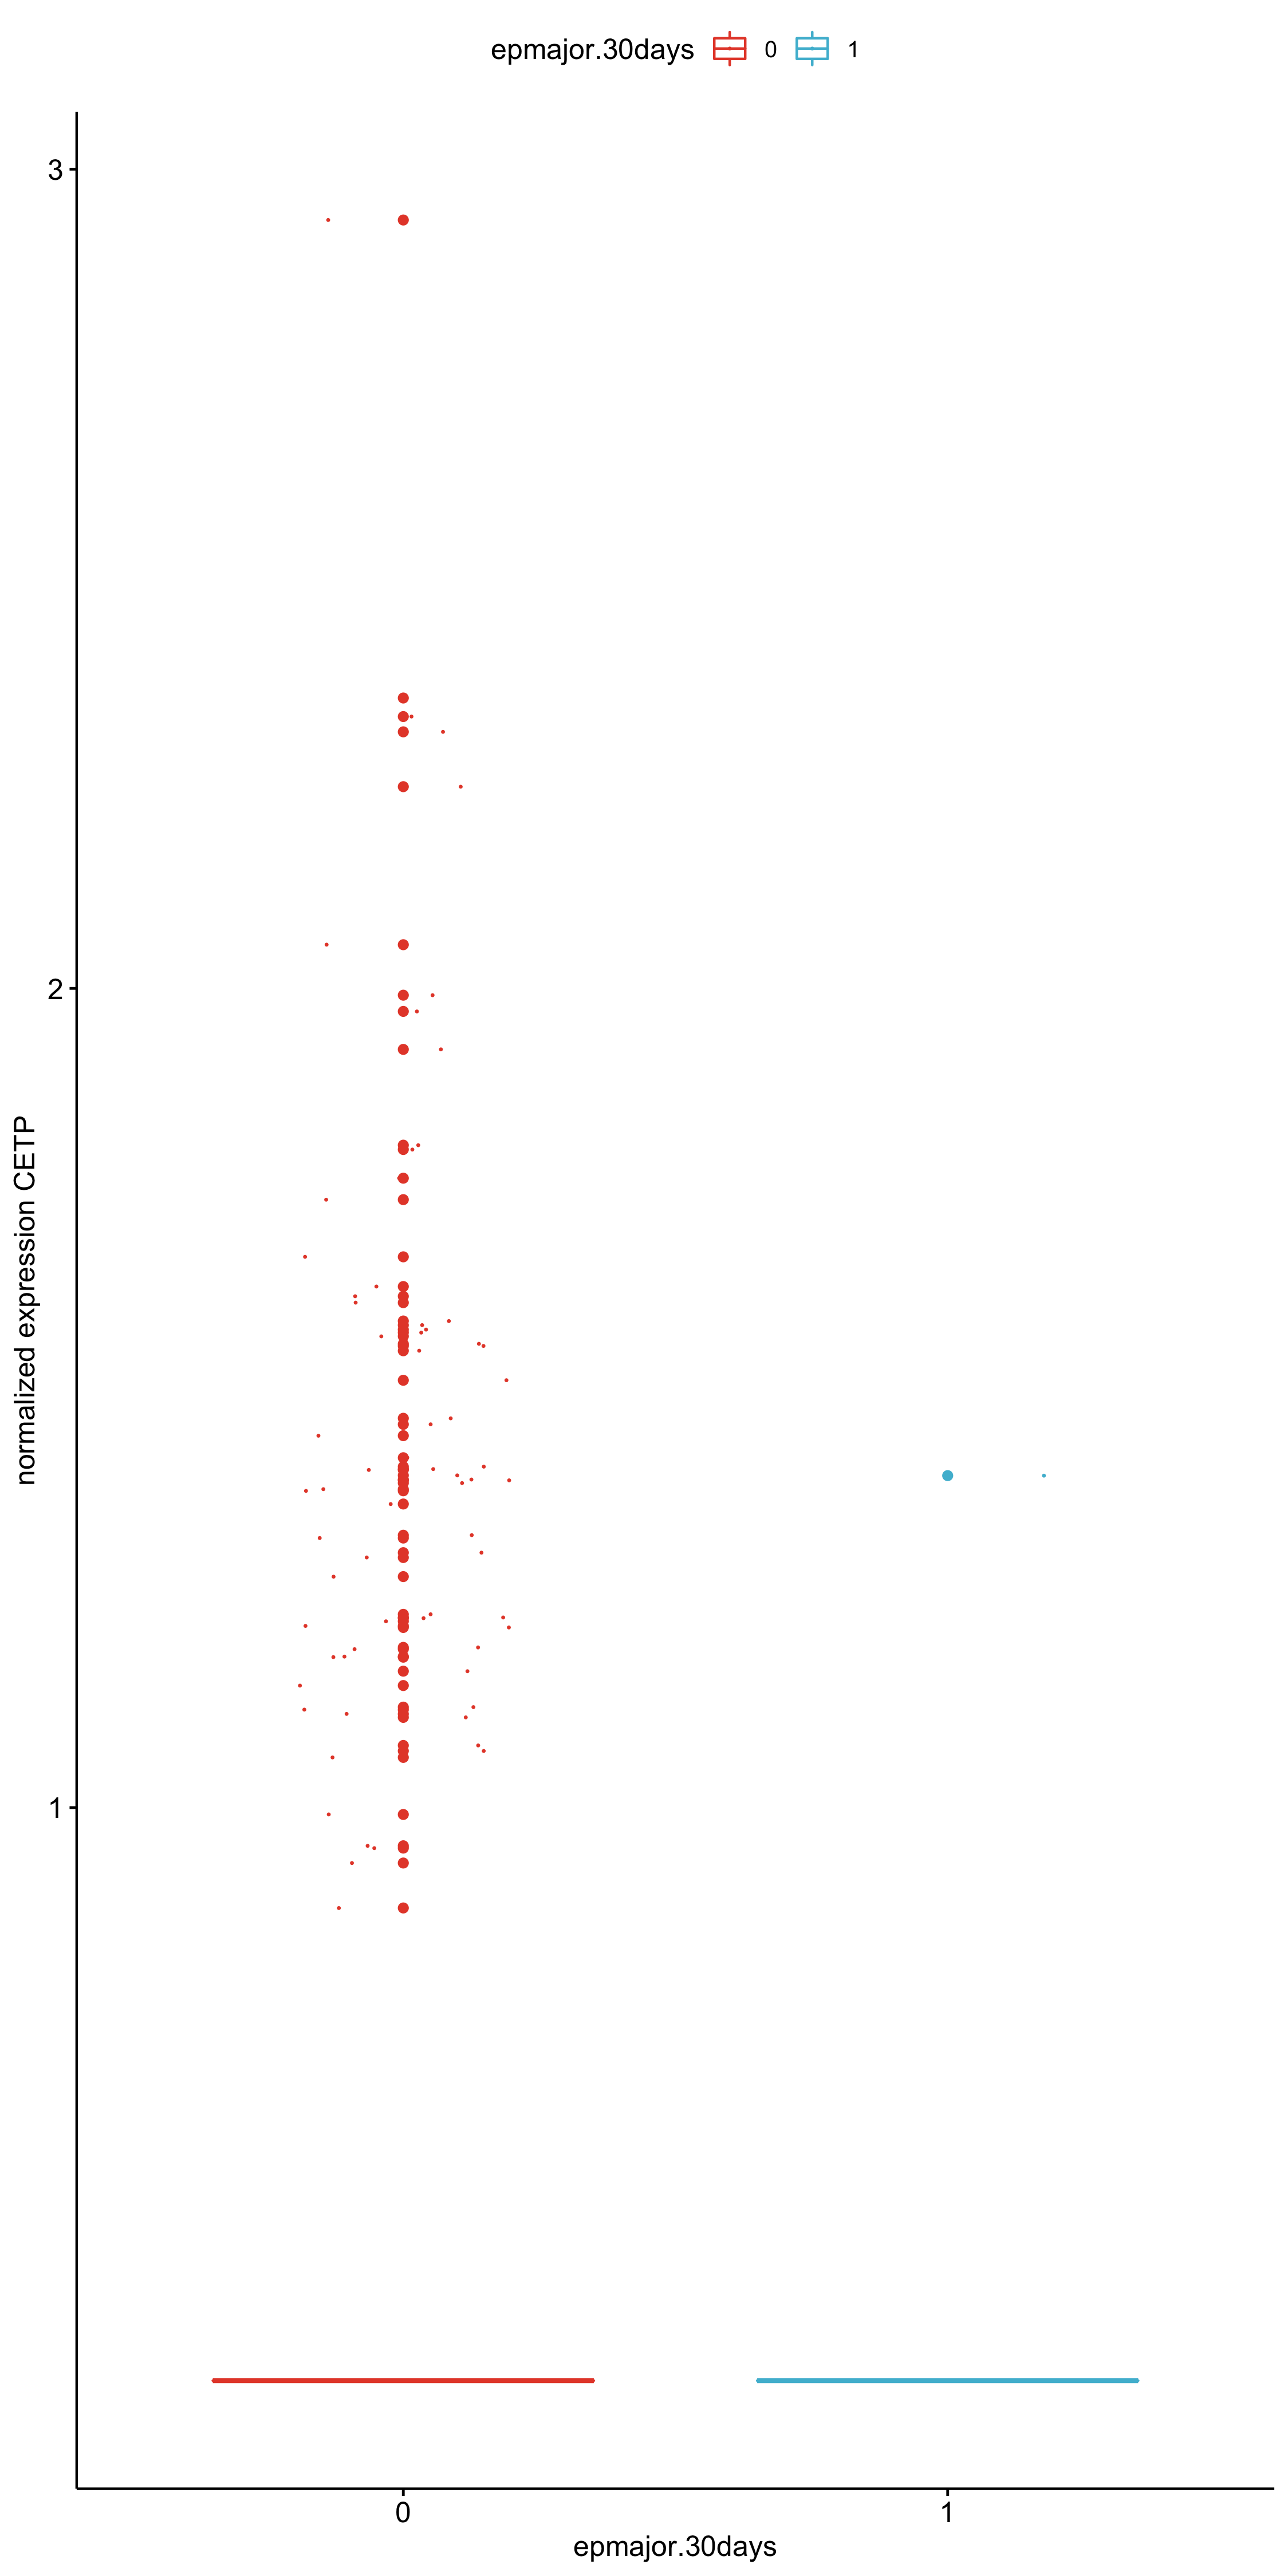 epmajor.30days 0 1
3
2
1
normalized expression CETP
0 1
epmajor.30days